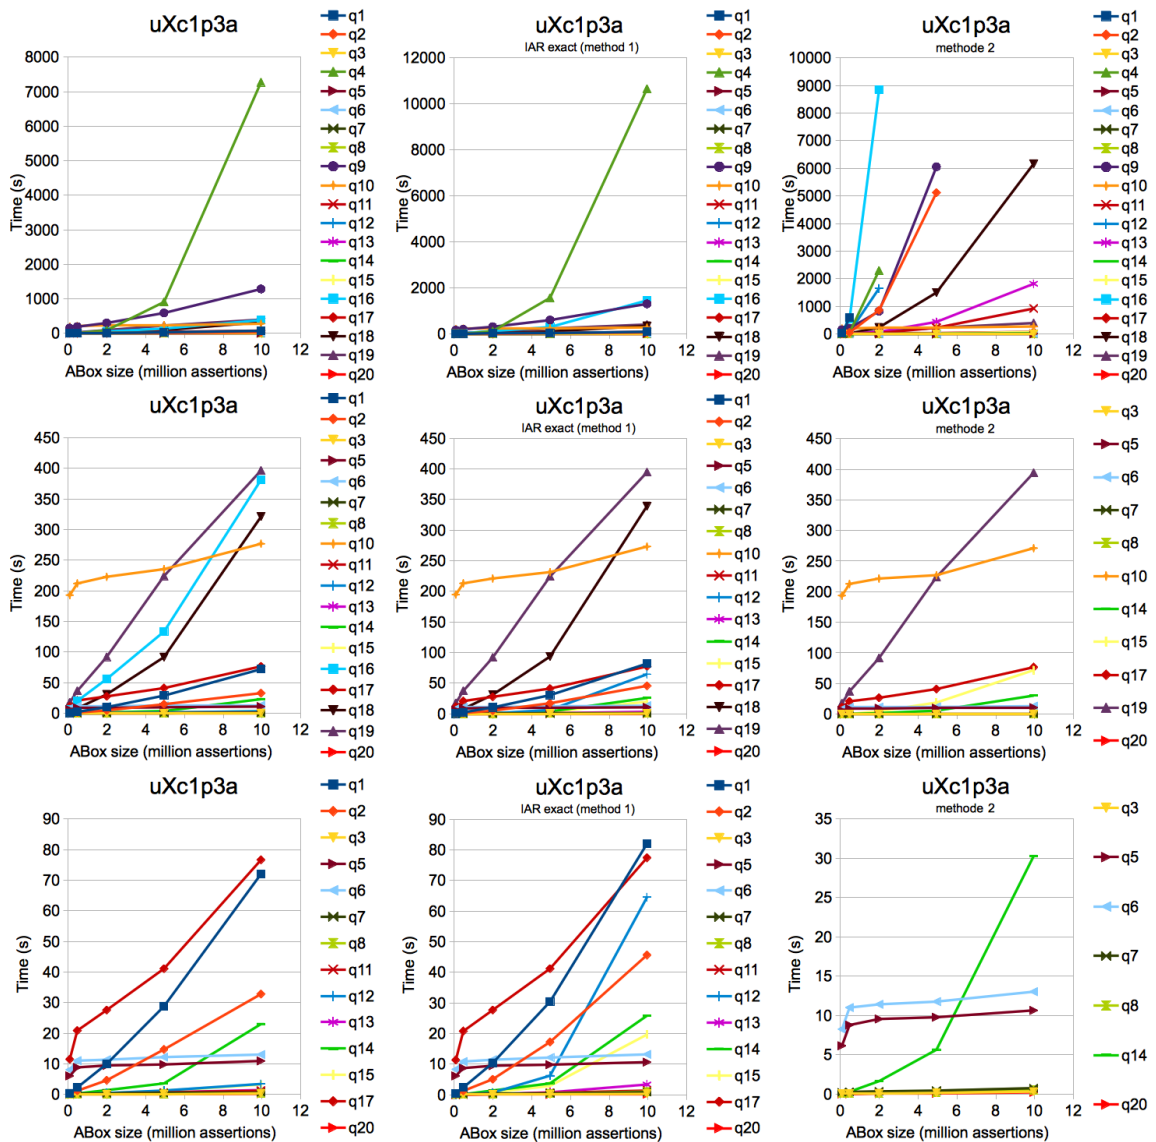 uXc1p3a
8000
7000
6000
5000
4000
3000
2000
1000
0
Time (s)
0 2 4 6 8 10 12
ABox size (million assertions)
q1
q2
q3
q4
q5
q6
q7
q8
q9
q10
q11
q12
q13
q14
q15
q16
q17
q18
q19
q20
uXc1p3a
IAR exact (method 1)
12000
10000
8000
6000
4000
2000
0
Time (s)
0 2 4 6 8 10 12
ABox size (million assertions)
q1
q2
q3
q4
q5
q6
q7
q8
q9
q10
q11
q12
q13
q14
q15
q16
q17
q18
q19
q20
uXc1p3a
methode 2
10000
9000
8000
7000
6000
5000
4000
3000
2000
1000
0
Time (s)
0 2 4 6 8 10 12
ABox size (million assertions)
q1
q2
q3
q4
q5
q6
q7
q8
q9
q10
q11
q12
q13
q14
q15
q16
q17
q18
q19
q20
uXc1p3a
450
400
350
300
250
200
150
100
50
0
Time (s)
0 2 4 6 8 10 12
ABox size (million assertions)
q1
q2
q3
q5
q6
q7
q8
q10
q11
q12
q13
q14
q15
q16
q17
q18
q19
q20
uXc1p3a
IAR exact (method 1)
450
400
350
300
250
200
150
100
50
0
Time (s)
0 2 4 6 8 10 12
ABox size (million assertions)
q1
q2
q3
q5
q6
q7
q8
q10
q11
q12
q13
q14
q15
q17
q18
q19
q20
uXc1p3a
methode 2
450
400
350
300
250
200
150
100
50
0
Time (s)
0 2 4 6 8 10 12
ABox size (million assertions)
q3
q5
q6
q7
q8
q10
q14
q15
q17
q19
q20
uXc1p3a
90
80
70
60
50
40
30
20
10
0
Time (s)
0 2 4 6 8 10 12
ABox size (million assertions)
q1
q2
q3
q5
q6
q7
q8
q11
q12
q13
q14
q15
q17
q20
uXc1p3a
IAR exact (method 1)
90
80
70
60
50
40
30
20
10
0
Time (s)
0 2 4 6 8 10 12
ABox size (million assertions)
q1
q2
q3
q5
q6
q7
q8
q11
q12
q13
q14
q15
q17
q20
uXc1p3a
methode 2
35
30
25
20
15
10
5
0
Time (s)
0 2 4 6 8 10 12
ABox size (million assertions)
q3
q5
q6
q7
q8
q14
q20